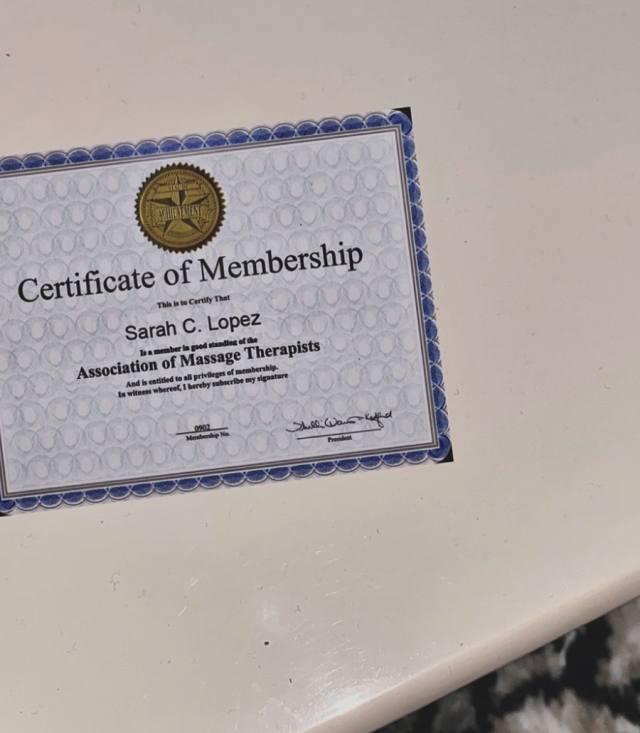 ACHIEVEMENT
Certificate of Membership
This is to Certify That
Sarah C. Lopez
Is a member in good standing of the
Association of Massage Therapists
And is entitled to all privileges of membership.
In witness whereof, I hereby subscribe my signature
0902
Membership No.
President